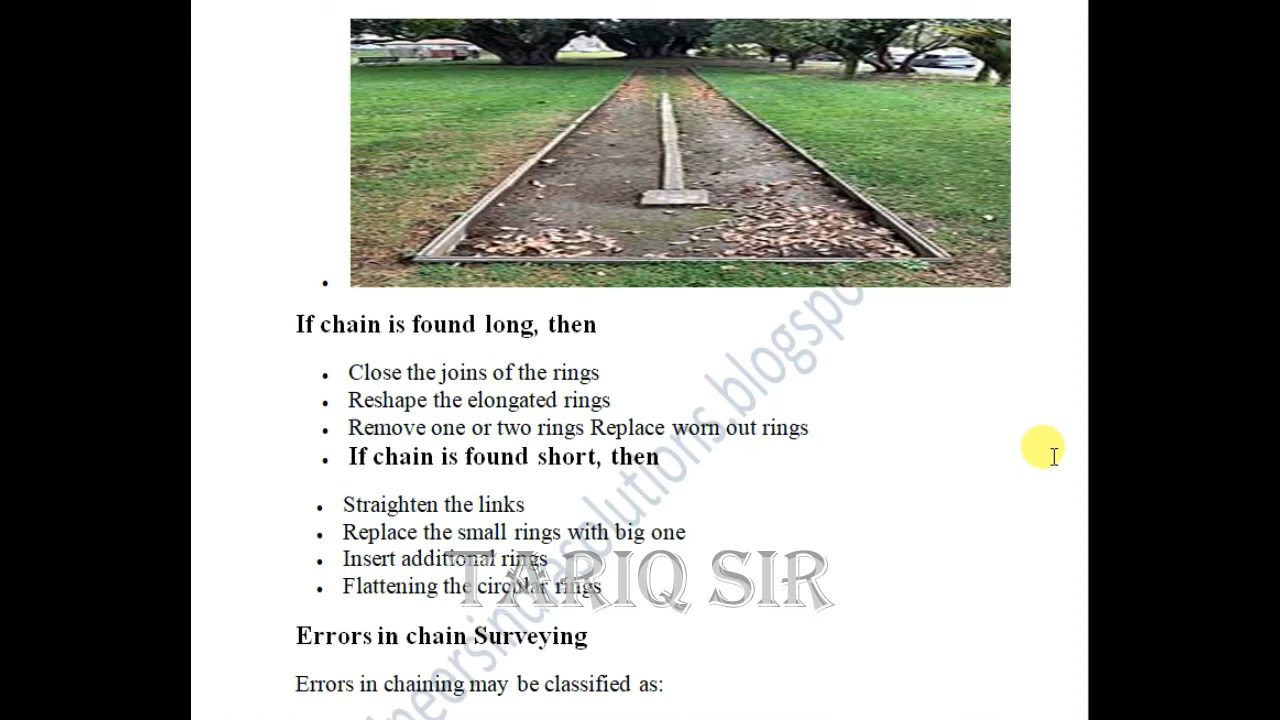 If chain is found long, then
• Close the joins of the rings
• Reshape the elongated rings
• Remove one or two rings Replace worn out rings
• If chain is found short, then
• Straighten the links
• Replace the small rings with big one
• Insert additional rings
• Flattening the circular rings
TARIQ SIR
Errors in chain Surveying
Errors in chaining may be classified as: